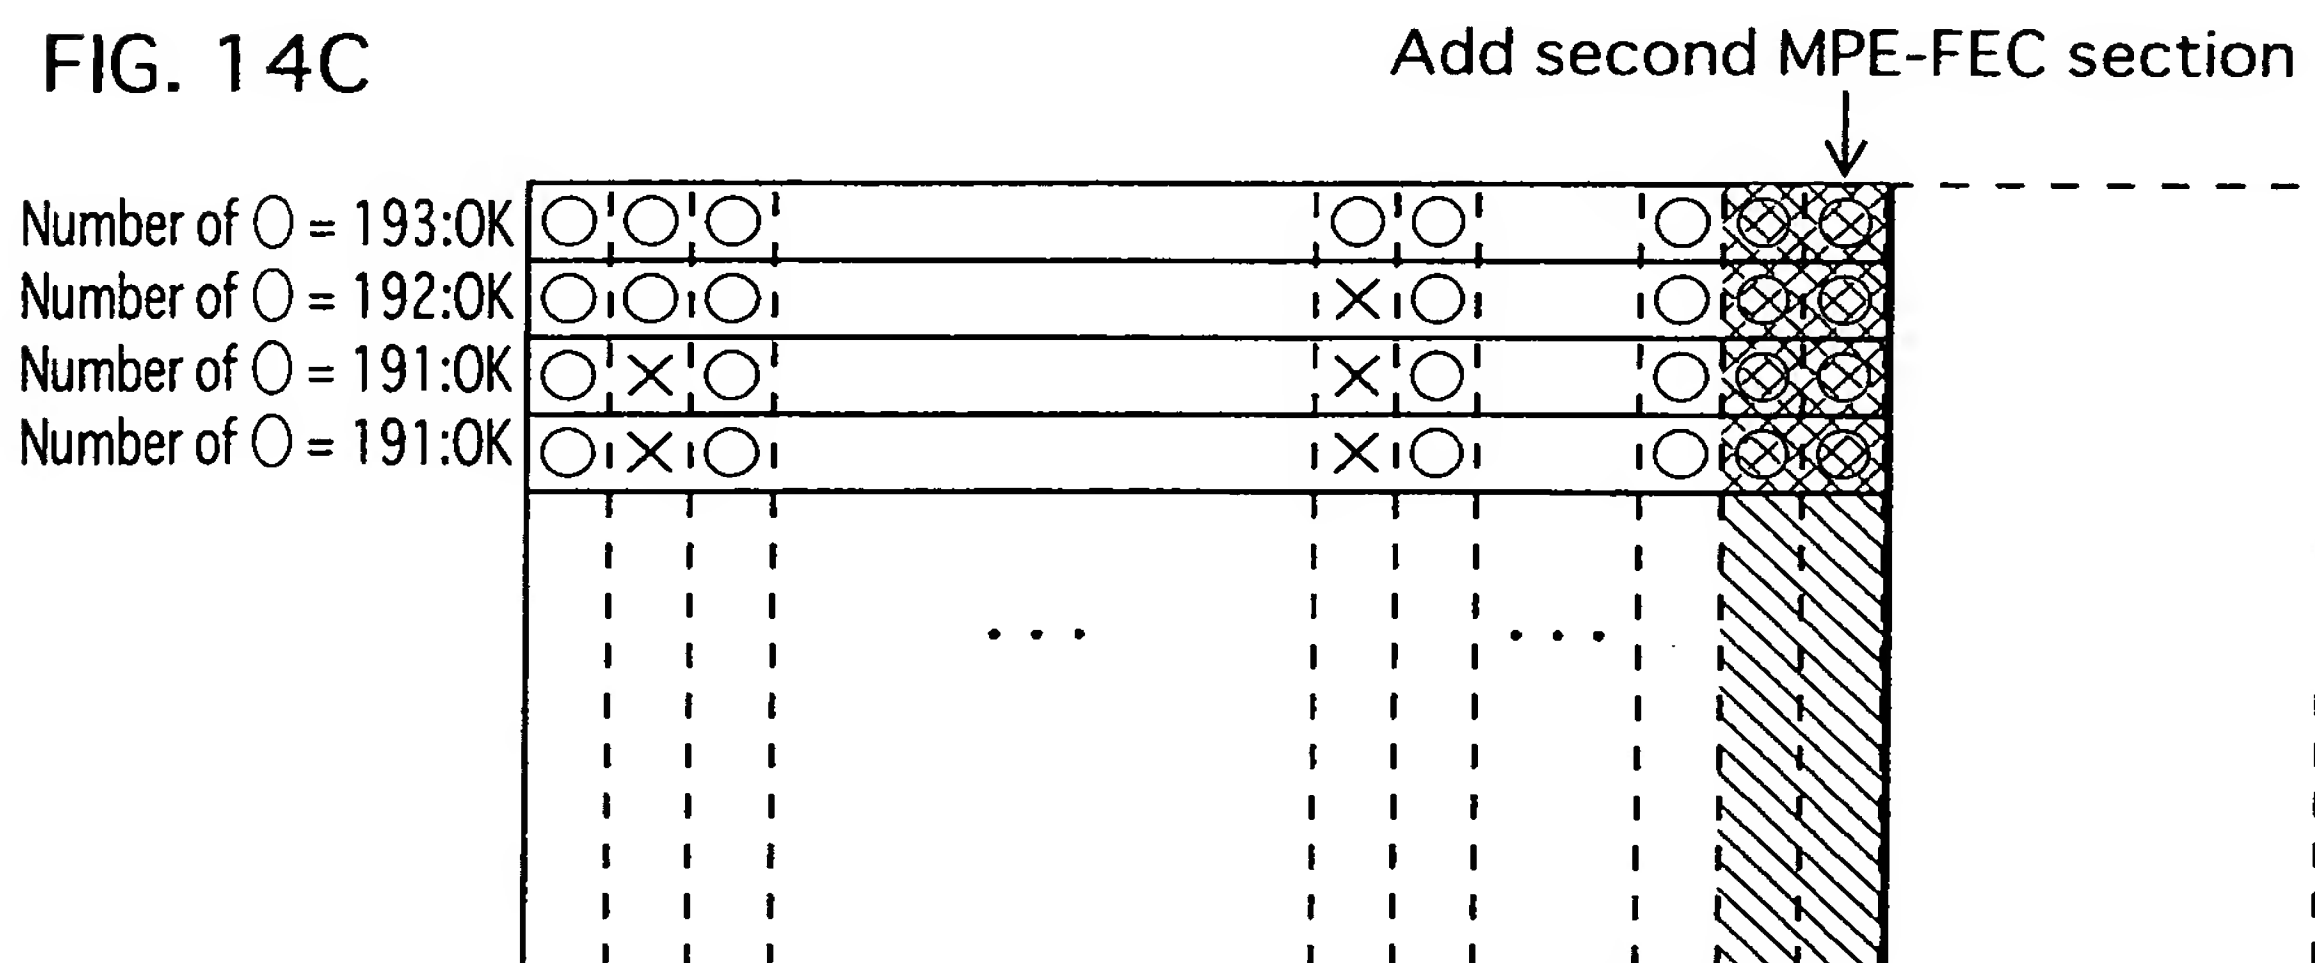 FIG. 14C
Add second MPE-FEC section
Number of ○ = 193:OK
Number of ○ = 192:OK
Number of ○ = 191:OK
Number of ○ = 191:OK